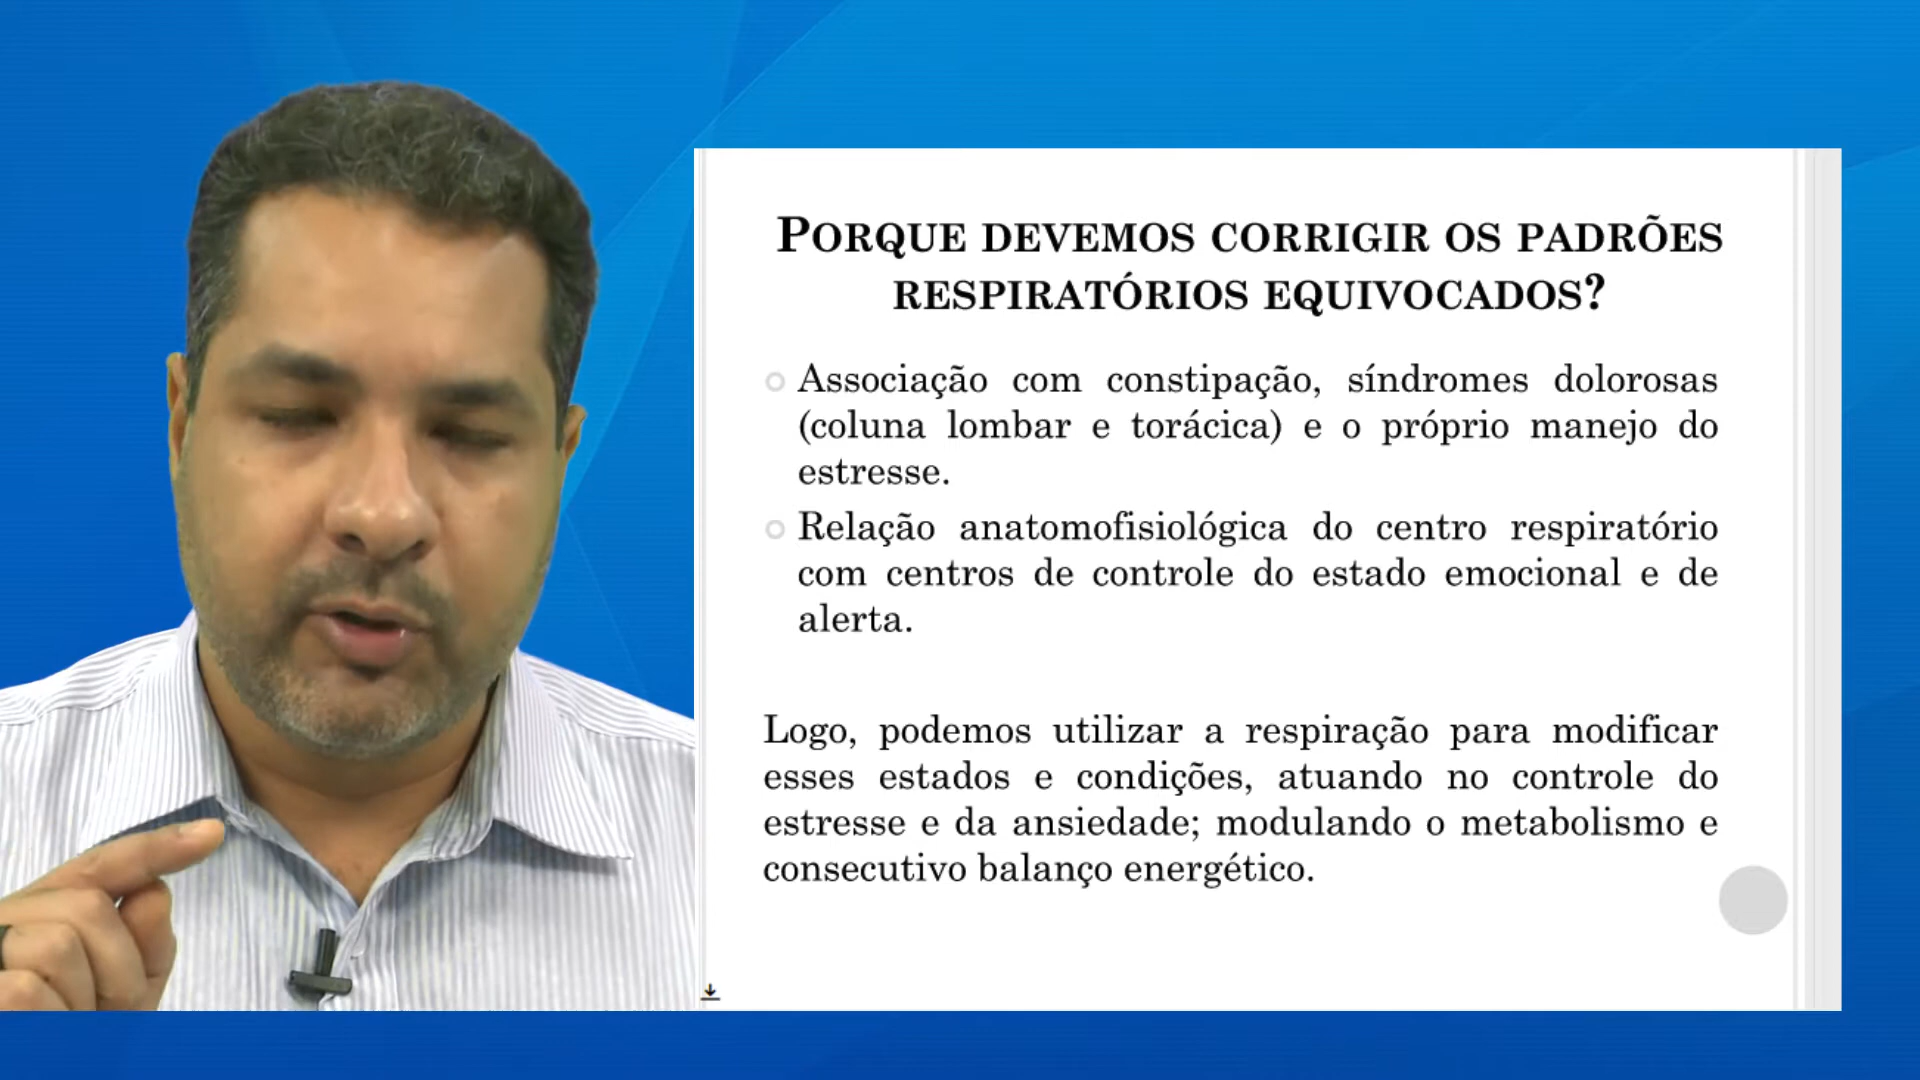 PORQUE DEVEMOS CORRIGIR OS PADRÕES
RESPIRATÓRIOS EQUIVOCADOS?
Associação com constipação, síndromes dolorosas
(coluna lombar e torácica) e o próprio manejo do
estresse.
Relação anatomofisiológica do centro respiratório
com centros de controle do estado emocional e de
alerta.
Logo, podemos utilizar a respiração para modificar
esses estados e condições, atuando no controle do
estresse e da ansiedade; modulando o metabolismo e
consecutivo balanço energético.